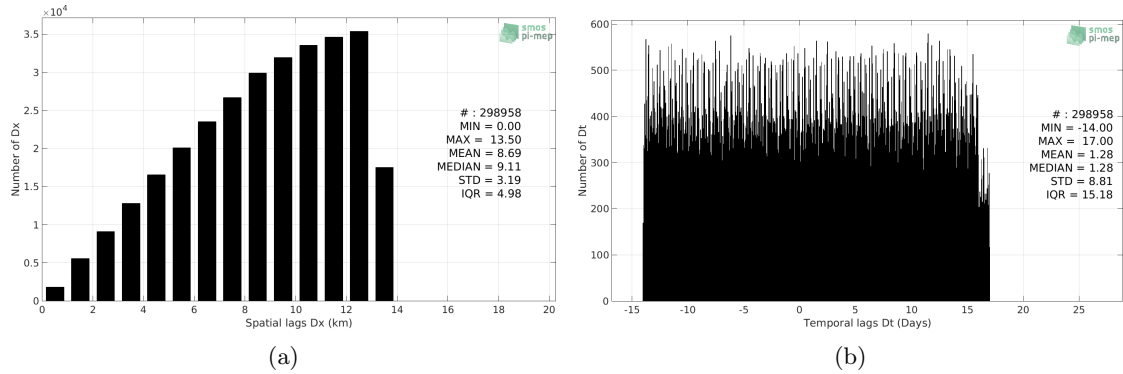 ×10^4
3.5
3
2.5
2
1.5
1
0.5
0
Number of Dx
0 2 4 6 8 10 12 14 16 18 20
Spatial lags Dx (km)
smos
pi-mep
# : 298958
MIN = 0.00
MAX = 13.50
MEAN = 8.69
MEDIAN = 9.11
STD = 3.19
IQR = 4.98
(a)
600
500
400
300
200
100
0
Number of Dt
-15 -10 -5 0 5 10 15 20 25
Temporal lags Dt (Days)
smos
pi-mep
# : 298958
MIN = -14.00
MAX = 17.00
MEAN = 1.28
MEDIAN = 1.28
STD = 8.81
IQR = 15.18
(b)